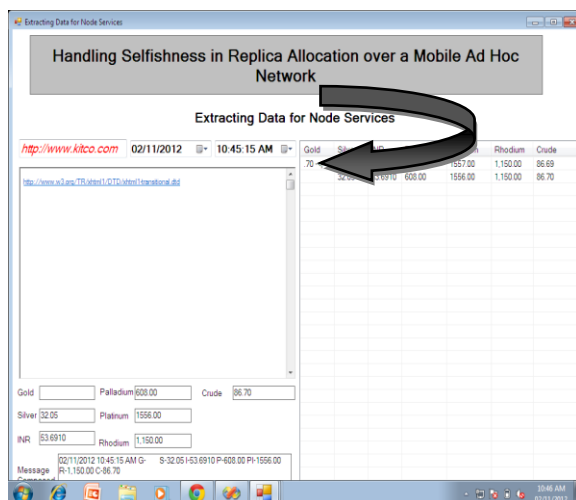 Extracting Data for Node Services
Handling Selfishness in Replica Allocation over a Mobile Ad Hoc
Network
Extracting Data for Node Services
http://www.kitco.com 02/11/2012 10:45:15 AM
Gold Rhodium Crude
.70 1557.00 1,150.00 86.69
608.00 1556.00 1,150.00 86.70
http://www.w3.org/TR/xhtml1/DTD/xhtml1-transitional.dtd
Gold Palladium 608.00 Crude 86.70
Silver 32.05 Platinum 1556.00
INR 53.6910 Rhodium 1,150.00
02/11/2012 10:45:15 AM G- S-32.05 I-53.6910 P-608.00 Pl-1556.00
Message R-1,150.00 C-86.70
10:46 AM
02/11/2012